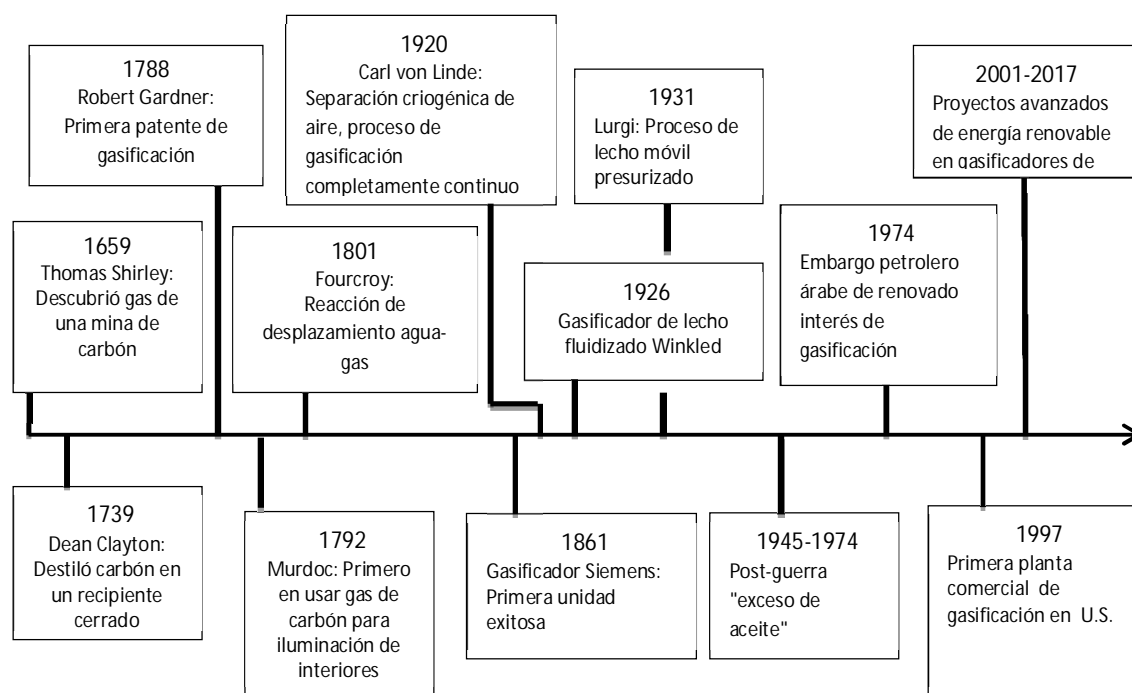 1788
Robert Gardner:
Primera patente de
gasificación
1920
Carl von Linde:
Separación criogénica de
aire, proceso de
gasificación
completamente continuo
1931
Lurgi: Proceso de
lecho móvil
presurizado
2001-2017
Proyectos avanzados
de energía renovable
en gasificadores de
1659
Thomas Shirley:
Descubrió gas de
una mina de
carbón
1801
Fourcroy:
Reacción de
desplazamiento agua-
gas
1926
Gasificador de lecho
fluidizado Winkled
1974
Embargo petrolero
árabe de renovado
interés de
gasificación
1739
Dean Clayton:
Destiló carbón en
un recipiente
cerrado
1792
Murdoc: Primero
en usar gas de
carbón para
iluminación de
interiores
1861
Gasificador Siemens:
Primera unidad
exitosa
1945-1974
Post-guerra
"exceso de
aceite"
1997
Primera planta
comercial de
gasificación en U.S.